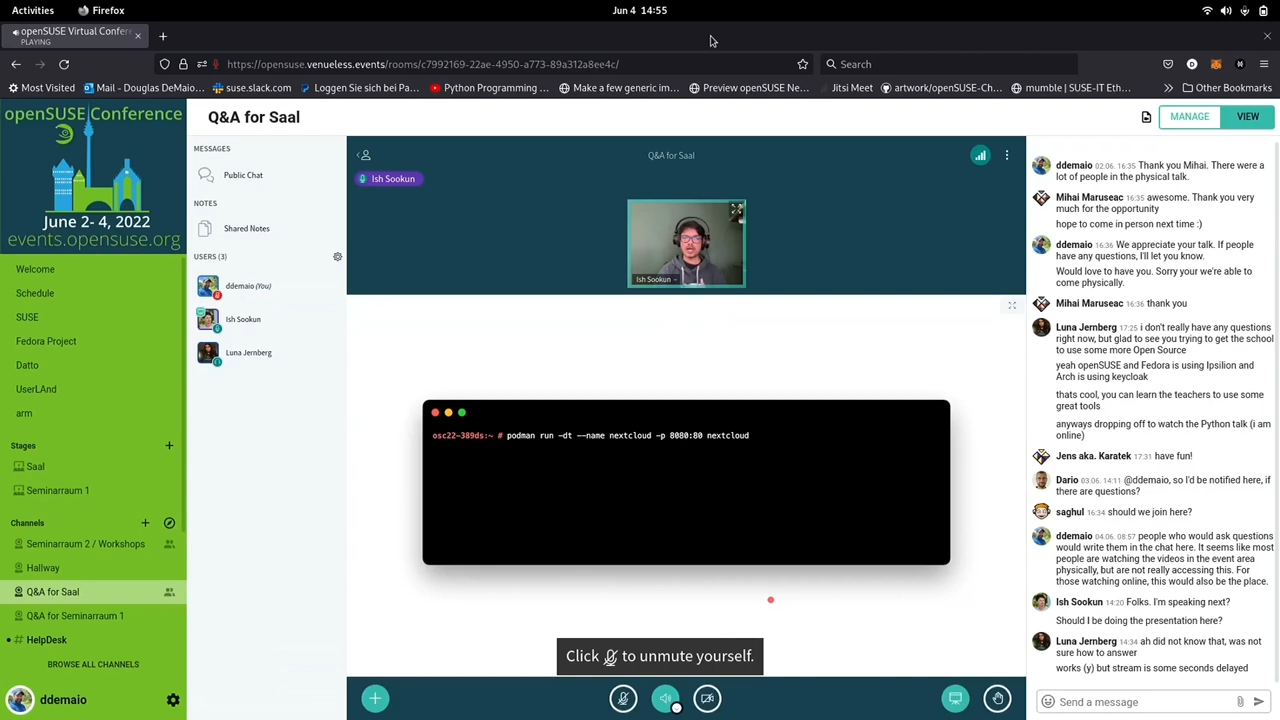 Activities
Firefox
Jun 4 14:55
openSUSE Virtual Confere
PLAYING
https://opensuse.venueless.events/rooms/c7992169-22ae-4950-a773-89a312a8ee4c/
Search
Most Visited
Mail - Douglas DeMaio...
suse.slack.com
Loggen Sie sich bei Pa...
Python Programming ...
Make a few generic im...
Preview openSUSE Ne...
Jitsi Meet
artwork/openSUSE-Ch...
mumble | SUSE-IT Eth...
Other Bookmarks
openSUSE Conference
June 2- 4, 2022
events.opensuse.org
Welcome
Schedule
SUSE
Fedora Project
Datto
UserLAnd
arm
Stages
Saal
Seminarraum 1
Channels
Seminarraum 2 / Workshops
Hallway
Q&A for Saal
Q&A for Seminarraum 1
# HelpDesk
BROWSE ALL CHANNELS
ddemaio
Q&A for Saal
MANAGE
VIEW
MESSAGES
Public Chat
NOTES
Shared Notes
USERS (3)
ddemaio (You)
Ish Sookun
Luna Jernberg
Q&A for Saal
Ish Sookun
Ish Sookun
osc22-389ds:~ # podman run -dt --name nextcloud -p 8080:80 nextcloud
Click to unmute yourself.
ddemaio 02.06. 16:35 Thank you Mihai. There were a
lot of people in the physical talk.
Mihai Maruseac 16:35 awesome. Thank you very
much for the opportunity
hope to come in person next time :)
ddemaio 16:36 We appreciate your talk. If people
have any questions, I'll let you know.
Would love to have you. Sorry your we're able to
come physically.
Mihai Maruseac 16:36 thank you
Luna Jernberg 17:25 i don't really have any questions
right now, but glad to see you trying to get the school
to use some more Open Source
yeah openSUSE and Fedora is using Ipsilion and
Arch is using keycloak
thats cool, you can learn the teachers to use some
great tools
anyways dropping off to watch the Python talk (i am
online)
Jens aka. Karatek 17:31 have fun!
Dario 03.06. 14:11 @ddemaio, so I'd be notified here, if
there are questions?
saghul 16:34 should we join here?
ddemaio 04.06. 08:57 people who would ask questions
would write them in the chat here. It seems like most
people are watching the videos in the event area
physically, but are not really accessing this. For
those watching online, this would also be the place.
Ish Sookun 14:20 Folks. I'm speaking next?
Should I be doing the presentation here?
Luna Jernberg 14:34 ah did not know that, was not
sure how to answer
works (y) but stream is some seconds delayed
Send a message